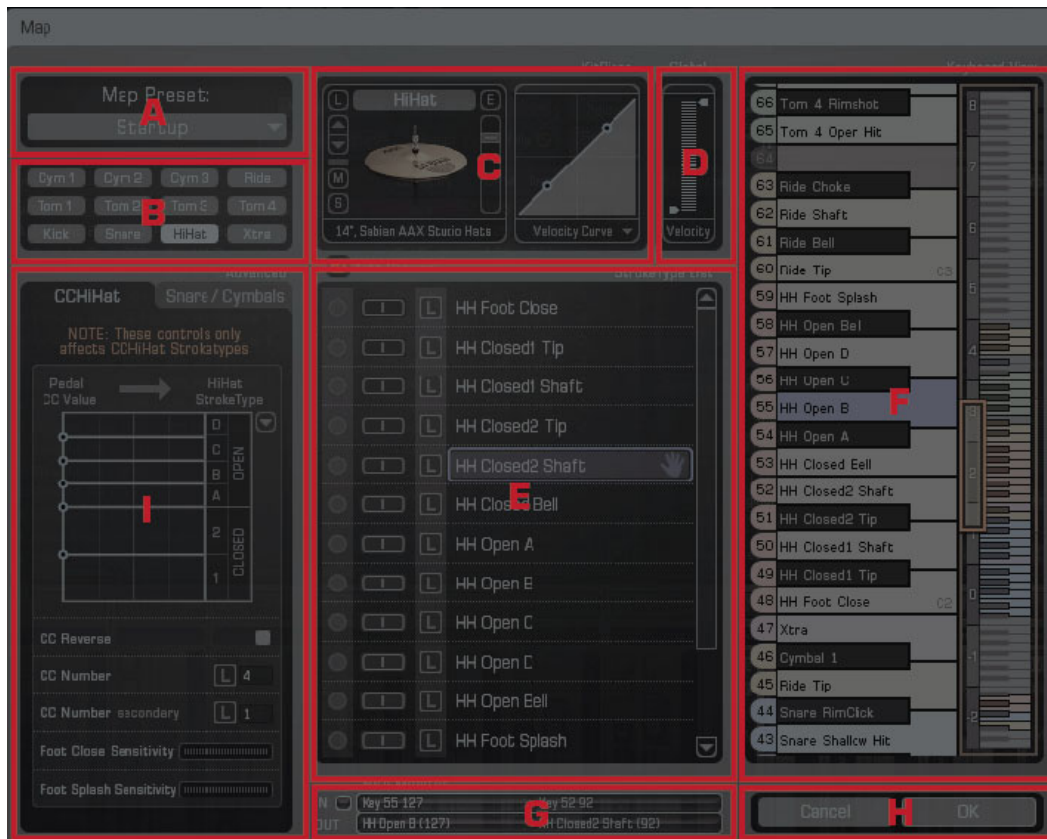 Map
Map Preset:
A
Startup
Cym 1 Cym 2 Cym 3 Ride
Tom 1 Tom 2 Tom 3 Tom 4
B
Kick Snare HiHat Xtra
L HiHat E
M
S
C
14", Sabian AAX Studio Hats
Velocity Curve
Global
D
Velocity
Keyboard View
66 Tom 4 Rimshot
65 Tom 4 Open Hit
64
63 Ride Choke
62 Ride Shaft
61 Ride Bell
60 Ride Tip C3
59 HH Foot Splash
58 HH Open Bel
57 HH Open D
56 HH Open C
55 HH Open B
54 HH Open A
53 HH Closed Bell
52 HH Closed2 Shaft
51 HH Closed2 Tip
50 HH Closed1 Shaft
49 HH Closed1 Tip
48 HH Foot Close C2
47 Xtra
46 Cymbal 1
45 Ride Tip
44 Snare RimClick
43 Snare Shallow Hit
F
8
7
6
5
4
3
2
1
0
-1
-2
Advanced
CCHiHat Snare / Cymbals
NOTE: These controls only
affects CCHiHat Stroketypes
Pedal
CC Value
HiHat
StrokeType
D
C
B
A
OPEN
2
1
CLOSED
I
CC Reverse
CC Number L 4
CC Number secondary L 1
Foot Close Sensitivity
Foot Splash Sensitivity
StrokeType List
L HH Foot Close
L HH Closed1 Tip
L HH Closed1 Shaft
L HH Closed2 Tip
L HH Closed2 Shaft
E
L HH Closed Bell
L HH Open A
L HH Open B
L HH Open C
L HH Open D
L HH Open Bell
L HH Foot Splash
IN Key 55 127 Key 52 92
G
OUT HH Open B (127) HH Closed2 Shaft (92)
Cancel H OK